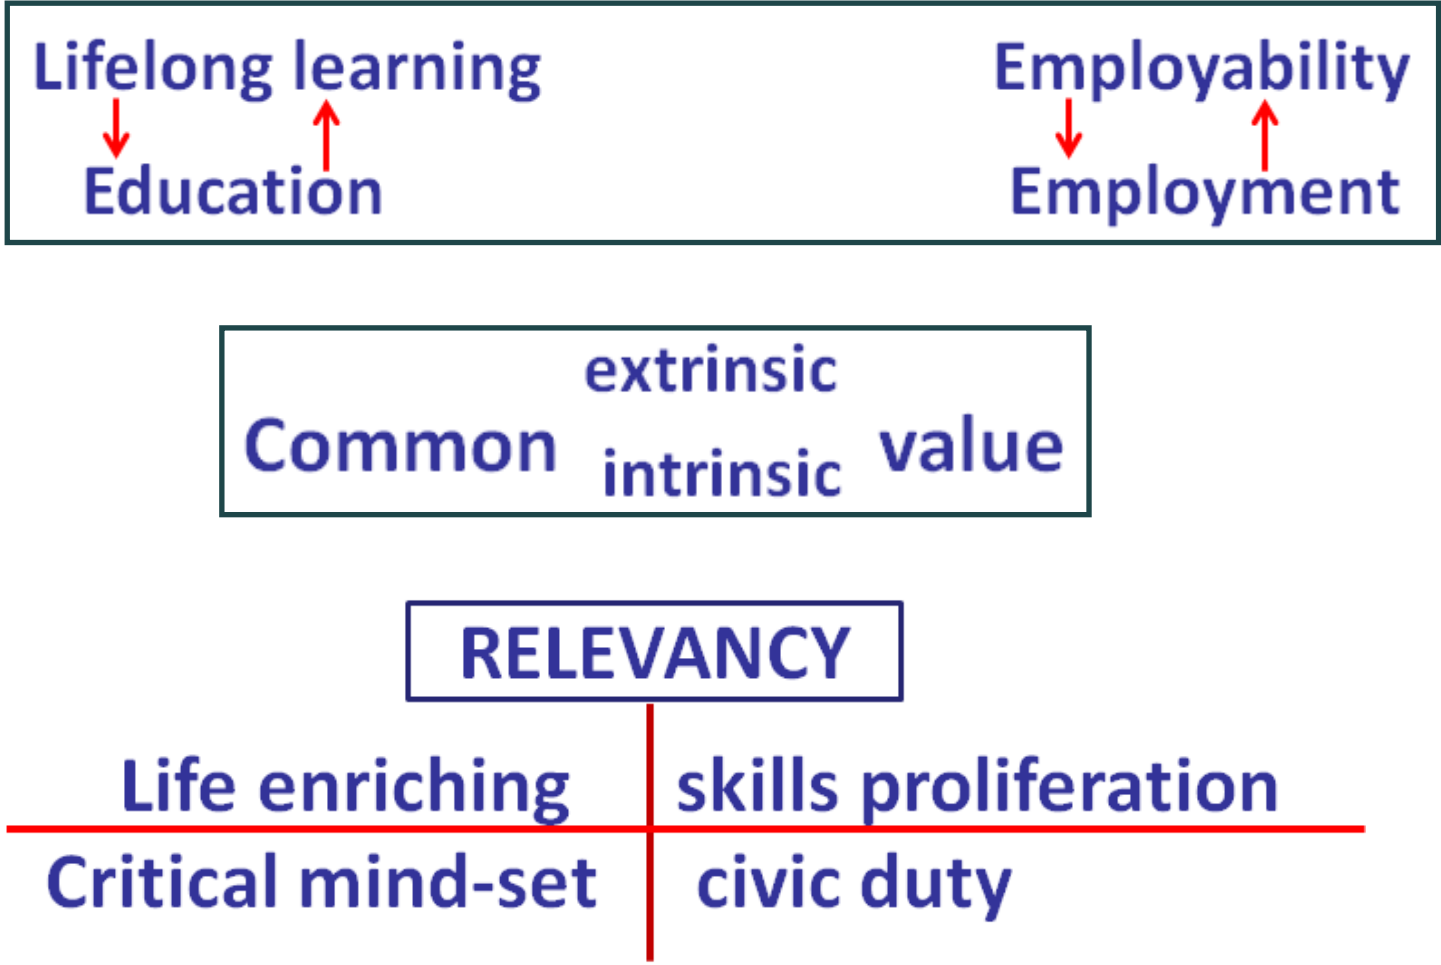 Lifelong learning Employability
Education Employment
extrinsic
Common value
intrinsic
RELEVANCY
Life enriching skills proliferation
Critical mind-set civic duty